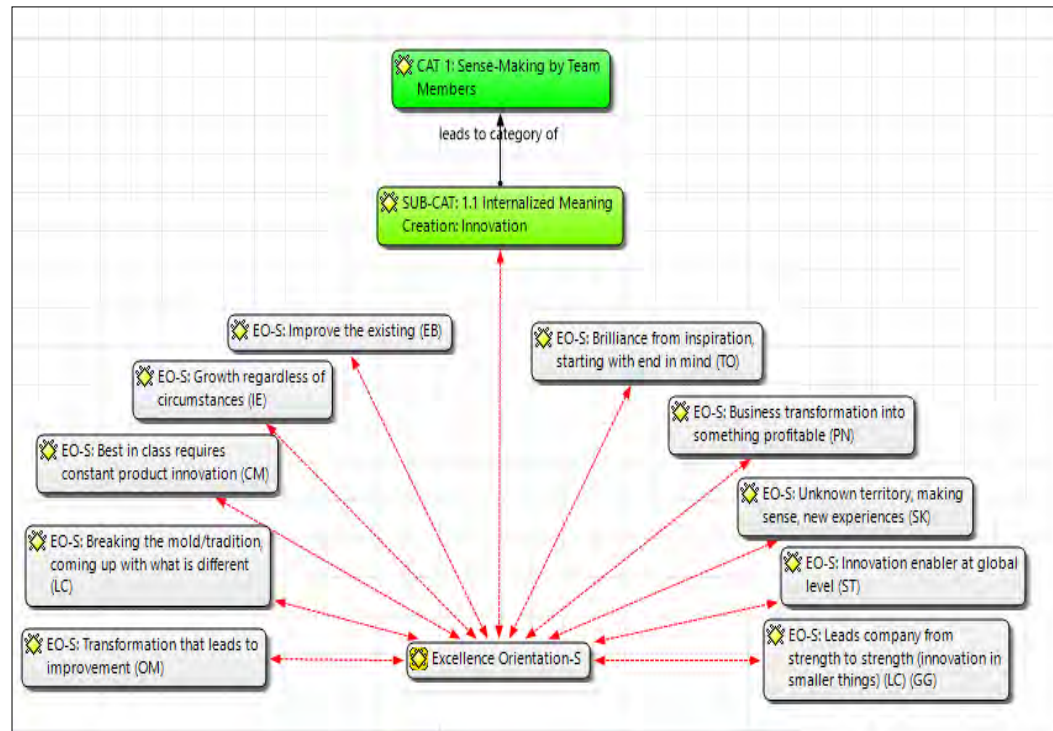 CAT 1: Sense-Making by Team
Members
leads to category of
SUB-CAT: 1.1 Internalized Meaning
Creation: Innovation
EO-S: Improve the existing (EB)
EO-S: Brilliance from inspiration,
starting with end in mind (TO)
EO-S: Growth regardless of
circumstances (IE)
EO-S: Business transformation into
something profitable (PN)
EO-S: Best in class requires
constant product innovation (CM)
EO-S: Unknown territory, making
sense, new experiences (SK)
EO-S: Breaking the mold/tradition,
coming up with what is different
(LC)
EO-S: Innovation enabler at global
level (ST)
EO-S: Transformation that leads to
improvement (OM)
Excellence Orientation-S
EO-S: Leads company from
strength to strength (innovation in
smaller things) (LC) (GG)